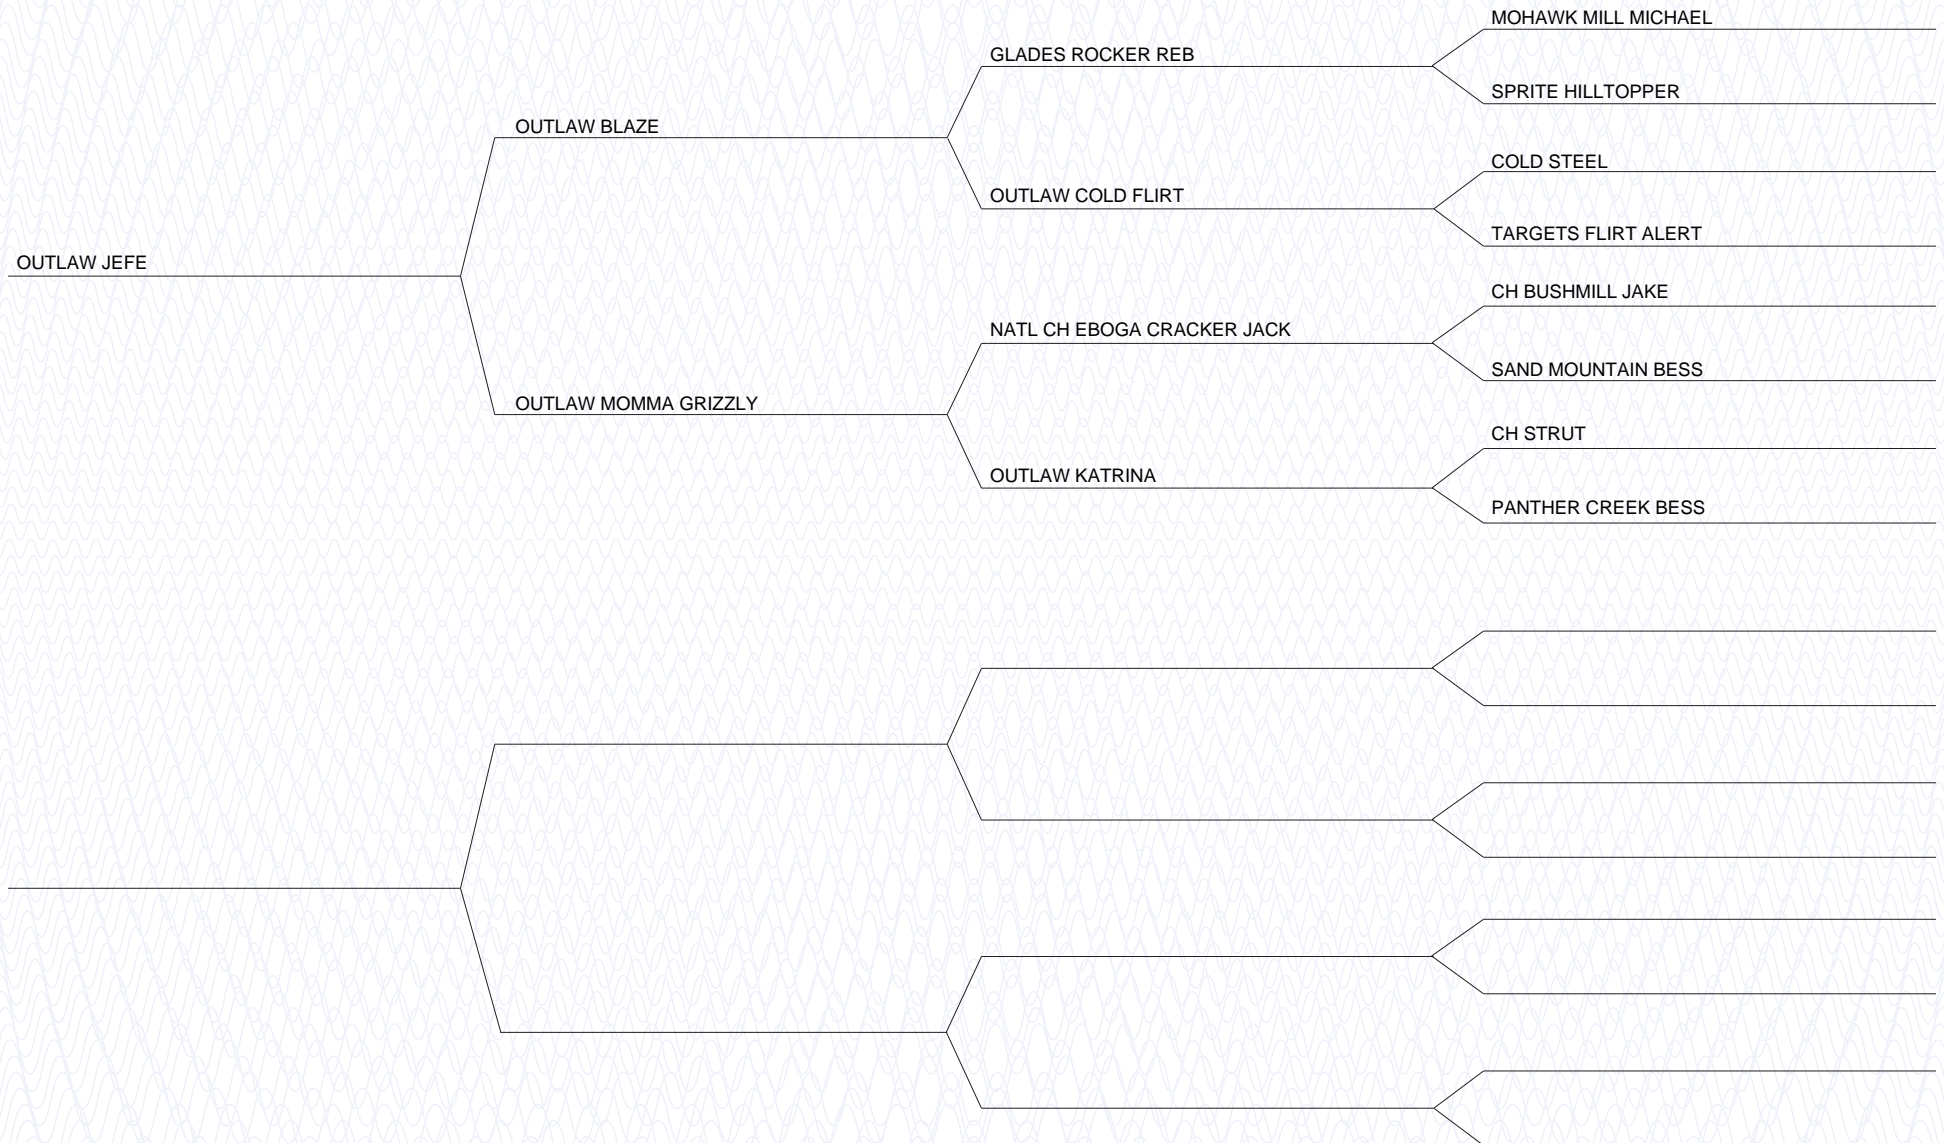 MOHAWK MILL MICHAEL
GLADES ROCKER REB
SPRITE HILLTOPPER
OUTLAW BLAZE
COLD STEEL
OUTLAW COLD FLIRT
TARGETS FLIRT ALERT
OUTLAW JEFE
CH BUSHMILL JAKE
NATL CH EBOGA CRACKER JACK
SAND MOUNTAIN BESS
OUTLAW MOMMA GRIZZLY
CH STRUT
OUTLAW KATRINA
PANTHER CREEK BESS